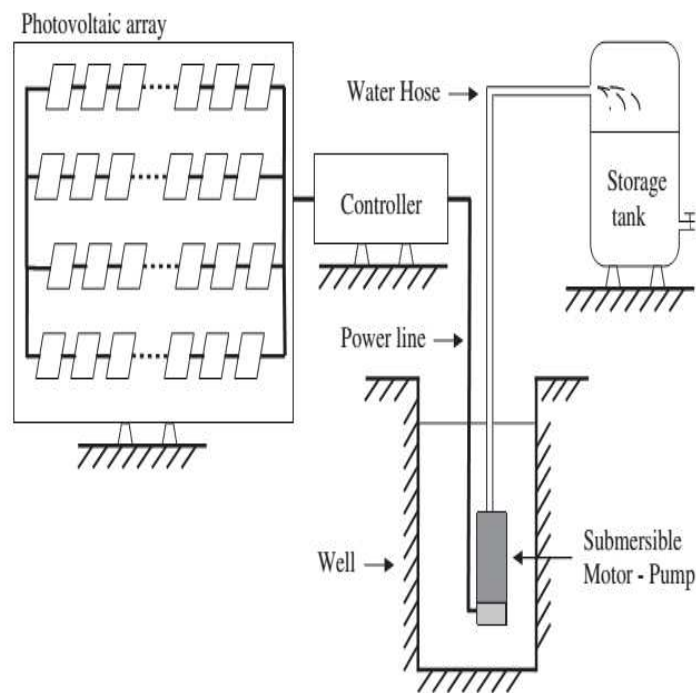 Photovoltaic array
Water Hose
Controller
Storage
tank
Power line
Well
Submersible
Motor - Pump